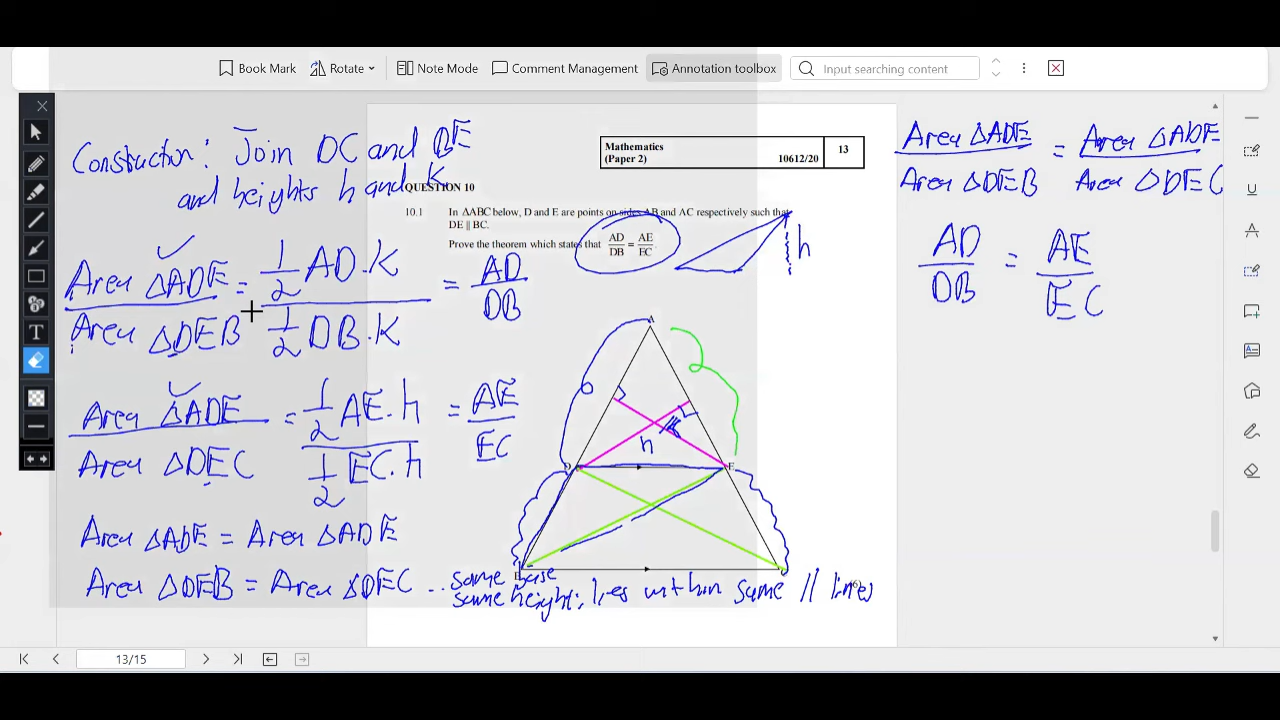 Book Mark Rotate Note Mode Comment Management Annotation toolbox Input searching content
Construction: Join DC and BE
and heights h and k
Mathematics
(Paper 2) 10612/20 13
QUESTION 10
10.1 In ΔABC below, D and E are points on sides AB and AC respectively such that
DE || BC.
Prove the theorem which states that AD/DB = AE/EC
h
Area ΔADE / Area ΔDEB = 1/2 AD.k / 1/2 DB.k = AD / DB
Area ΔADE / Area ΔDEC = 1/2 AE.h / 1/2 EC.h = AE / EC
Area ΔADE = Area ΔADE
Area ΔDEB = Area ΔDEC .. same base
same height; lies within same // lines
A
h
D E
Area ΔADE / Area ΔDEB = Area ΔADE / Area ΔDEC
AD / DB = AE / EC
13/15
T